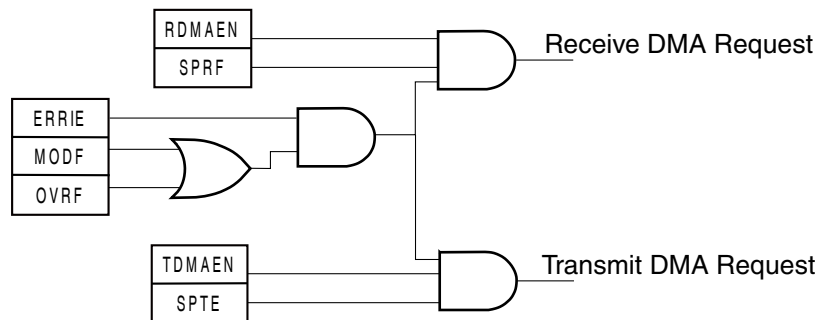 RDMAEN
SPRF
Receive DMA Request
ERRIE
MODF
OVRF
TDMAEN
SPTE
Transmit DMA Request